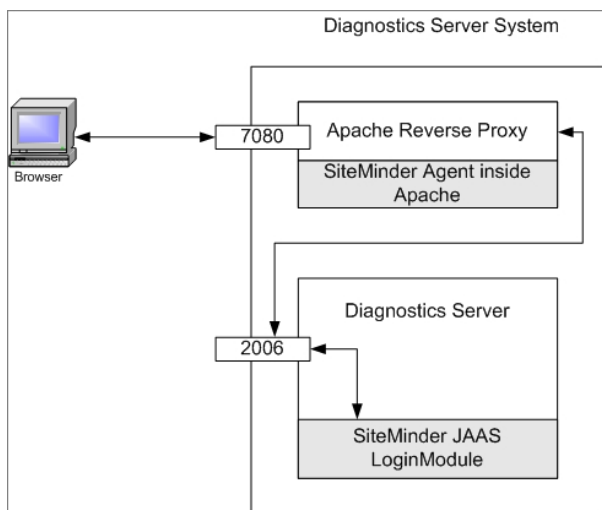 Diagnostics Server System
Browser
7080
Apache Reverse Proxy
SiteMinder Agent inside
Apache
Diagnostics Server
2006
SiteMinder JAAS
LoginModule